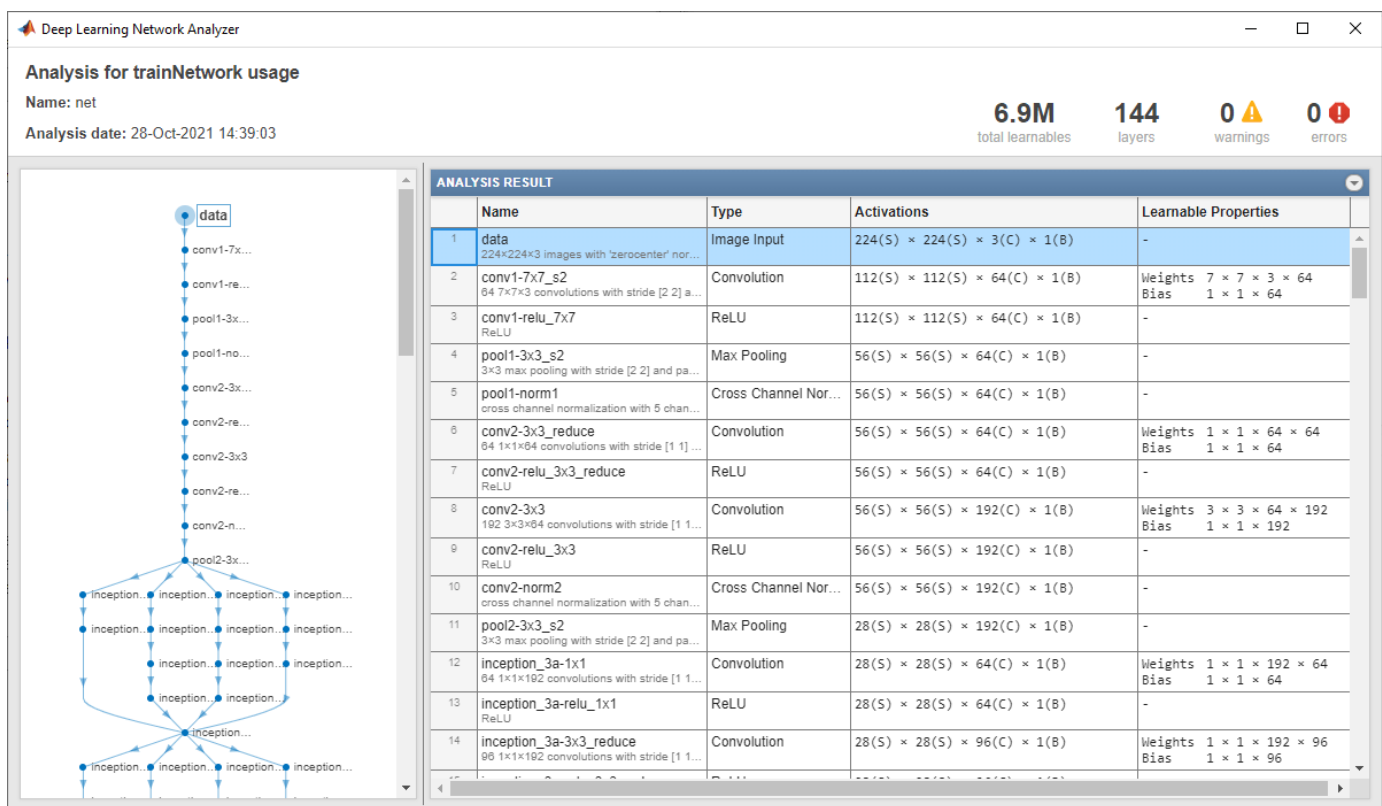 Deep Learning Network Analyzer
Analysis for trainNetwork usage
Name: net
Analysis date: 28-Oct-2021 14:39:03
6.9M
total learnables
144
layers
0
warnings
0
errors
data
conv1-7x...
conv1-re...
pool1-3x...
pool1-no...
conv2-3x...
conv2-re...
conv2-3x3
conv2-re...
conv2-n...
pool2-3x...
inception... inception... inception... inception...
inception... inception... inception... inception...
inception... inception... inception...
inception... inception...
inception...
inception... inception... inception... inception...
ANALYSIS RESULT
Name Type Activations Learnable Properties
1 data Image Input 224(S) × 224(S) × 3(C) × 1(B) -
224×224×3 images with 'zerocenter' nor...
2 conv1-7x7_s2 Convolution 112(S) × 112(S) × 64(C) × 1(B) Weights 7 × 7 × 3 × 64
64 7×7×3 convolutions with stride [2 2] a... Bias 1 × 1 × 64
3 conv1-relu_7x7 ReLU 112(S) × 112(S) × 64(C) × 1(B) -
ReLU
4 pool1-3x3_s2 Max Pooling 56(S) × 56(S) × 64(C) × 1(B) -
3×3 max pooling with stride [2 2] and pa...
5 pool1-norm1 Cross Channel Nor... 56(S) × 56(S) × 64(C) × 1(B) -
cross channel normalization with 5 chan...
6 conv2-3x3_reduce Convolution 56(S) × 56(S) × 64(C) × 1(B) Weights 1 × 1 × 64 × 64
64 1×1×64 convolutions with stride [1 1] ... Bias 1 × 1 × 64
7 conv2-relu_3x3_reduce ReLU 56(S) × 56(S) × 64(C) × 1(B) -
ReLU
8 conv2-3x3 Convolution 56(S) × 56(S) × 192(C) × 1(B) Weights 3 × 3 × 64 × 192
192 3×3×64 convolutions with stride [1 1... Bias 1 × 1 × 192
9 conv2-relu_3x3 ReLU 56(S) × 56(S) × 192(C) × 1(B) -
ReLU
10 conv2-norm2 Cross Channel Nor... 56(S) × 56(S) × 192(C) × 1(B) -
cross channel normalization with 5 chan...
11 pool2-3x3_s2 Max Pooling 28(S) × 28(S) × 192(C) × 1(B) -
3×3 max pooling with stride [2 2] and pa...
12 inception_3a-1x1 Convolution 28(S) × 28(S) × 64(C) × 1(B) Weights 1 × 1 × 192 × 64
64 1×1×192 convolutions with stride [1 1... Bias 1 × 1 × 64
13 inception_3a-relu_1x1 ReLU 28(S) × 28(S) × 64(C) × 1(B) -
ReLU
14 inception_3a-3x3_reduce Convolution 28(S) × 28(S) × 96(C) × 1(B) Weights 1 × 1 × 192 × 96
96 1×1×192 convolutions with stride [1 1... Bias 1 × 1 × 96